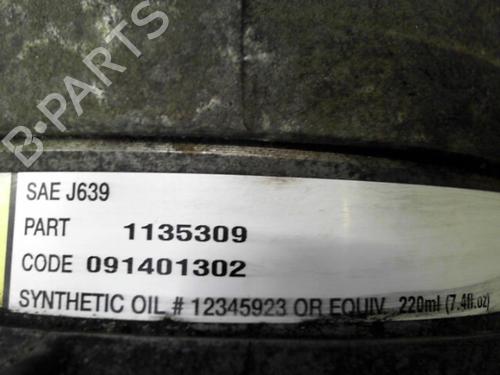 B-PARTS
SAE J639
PART 1135309
CODE 091401302
SYNTHETIC OIL # 12345923 OR EQUIV. 220ml (7.4fl.oz)